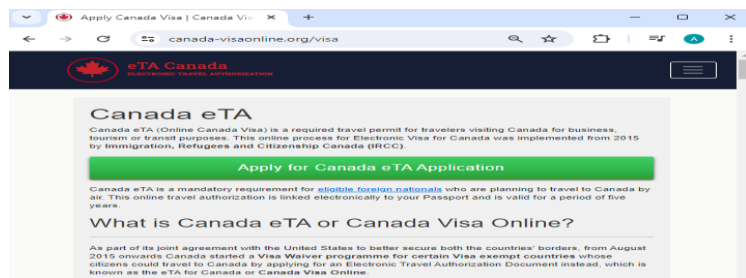 Apply Canada Visa | Canada Vis
canada-visaonline.org/visa
A
eTA Canada
ELECTRONIC TRAVEL AUTHORIZATION
Canada eTA
Canada eTA (Online Canada Visa) is a required travel permit for travelers visiting Canada for business,
tourism or transit purposes. This online process for Electronic Visa for Canada was implemented from 2015
by Immigration, Refugees and Citizenship Canada (IRCC).
Apply for Canada eTA Application
Canada eTA is a mandatory requirement for eligible foreign nationals who are planning to travel to Canada by
air. This online travel authorization is linked electronically to your Passport and is valid for a period of five
years.
What is Canada eTA or Canada Visa Online?
As part of its joint agreement with the United States to better secure both the countries' borders, from August
2015 onwards Canada started a Visa Waiver programme for certain Visa exempt countries whose
citizens could travel to Canada by applying for an Electronic Travel Authorization Document instead, which is
known as the eTA for Canada or Canada Visa Online.